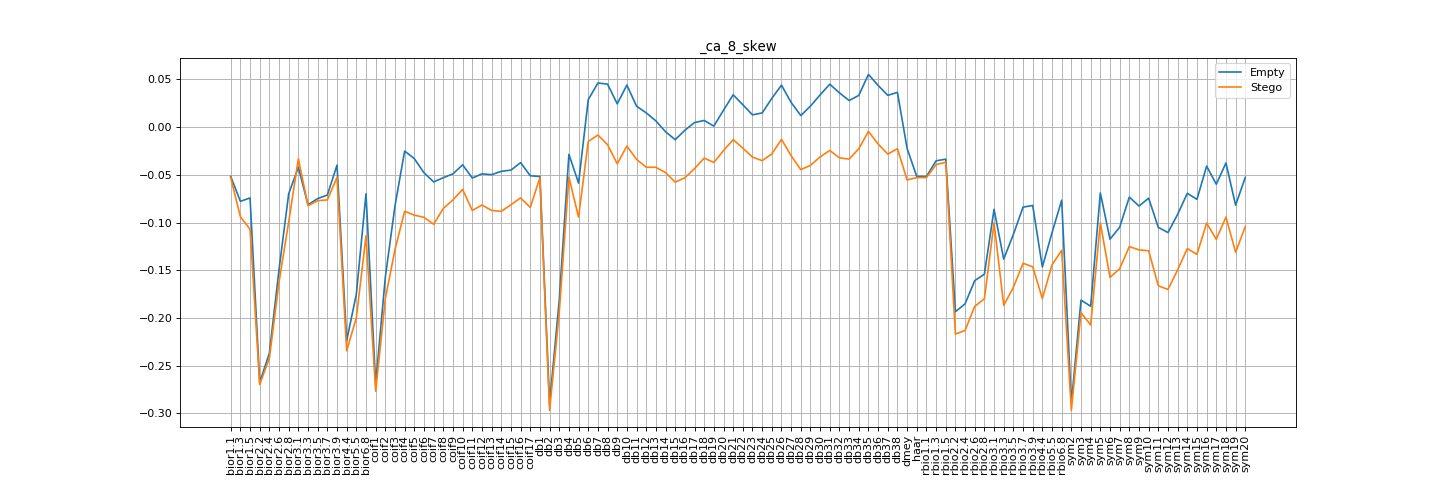 _ca_8_skew
Empty
Stego
0.05
0.00
−0.05
−0.10
−0.15
−0.20
−0.25
−0.30
bior1.1
bior1.3
bior1.5
bior2.2
bior2.4
bior2.6
bior2.8
bior3.1
bior3.3
bior3.5
bior3.7
bior3.9
bior4.4
bior5.5
bior6.8
coif1
coif2
coif3
coif4
coif5
coif6
coif7
coif8
coif9
coif10
coif11
coif12
coif13
coif14
coif15
coif16
coif17
db1
db2
db3
db4
db5
db6
db7
db8
db9
db10
db11
db12
db13
db14
db15
db16
db17
db18
db19
db20
db21
db22
db23
db24
db25
db26
db27
db28
db29
db30
db31
db32
db33
db34
db35
db36
db37
db38
dmey
haar
rbio1.1
rbio1.3
rbio1.5
rbio2.2
rbio2.4
rbio2.6
rbio2.8
rbio3.1
rbio3.3
rbio3.5
rbio3.7
rbio3.9
rbio4.4
rbio5.5
rbio6.8
sym2
sym3
sym4
sym5
sym6
sym7
sym8
sym9
sym10
sym11
sym12
sym13
sym14
sym15
sym16
sym17
sym18
sym19
sym20